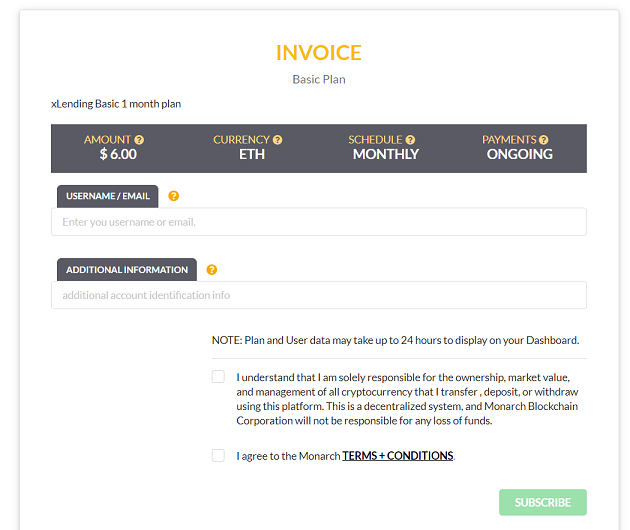 INVOICE
Basic Plan
xLending Basic 1 month plan
AMOUNT ? CURRENCY ? SCHEDULE ? PAYMENTS ?
$ 6.00 ETH MONTHLY ONGOING
USERNAME / EMAIL ?
Enter you username or email.
ADDITIONAL INFORMATION ?
additional account identification info
NOTE: Plan and User data may take up to 24 hours to display on your Dashboard.
I understand that I am solely responsible for the ownership, market value,
and management of all cryptocurrency that I transfer , deposit, or withdraw
using this platform. This is a decentralized system, and Monarch Blockchain
Corporation will not be responsible for any loss of funds.
I agree to the Monarch TERMS + CONDITIONS.
SUBSCRIBE